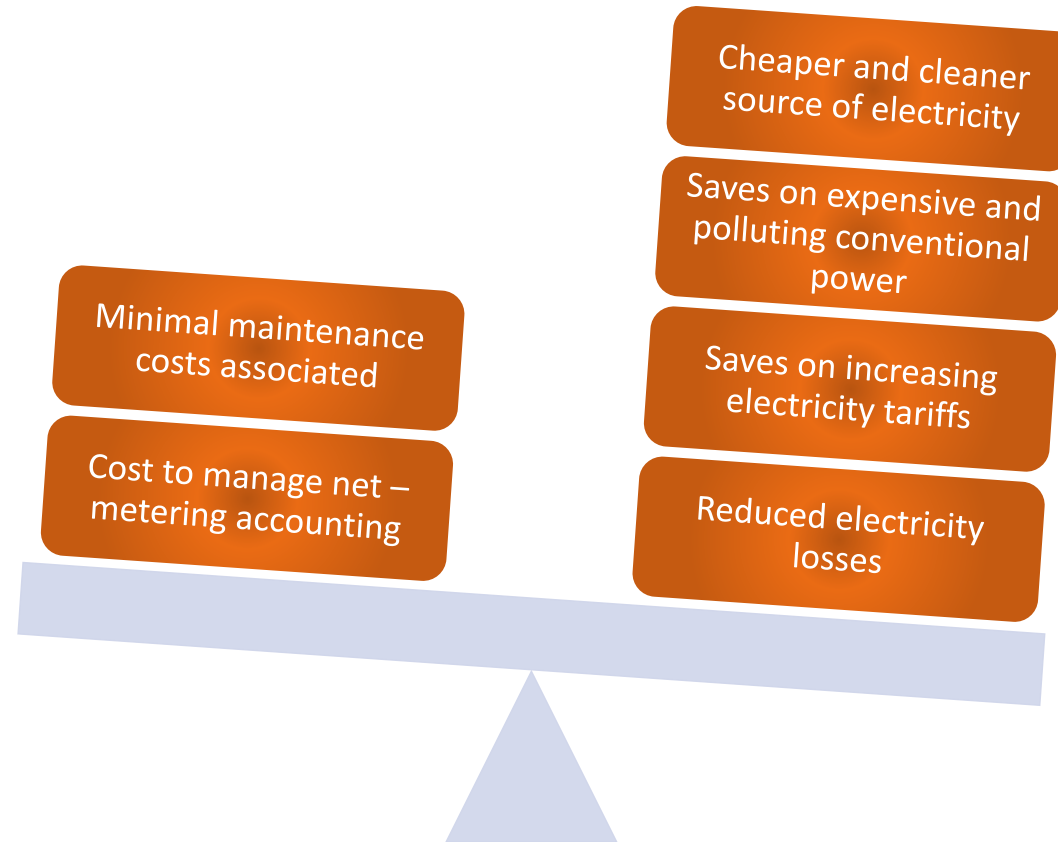 Minimal maintenance
costs associated
Cost to manage net –
metering accounting
Cheaper and cleaner
source of electricity
Saves on expensive and
polluting conventional
power
Saves on increasing
electricity tariffs
Reduced electricity
losses